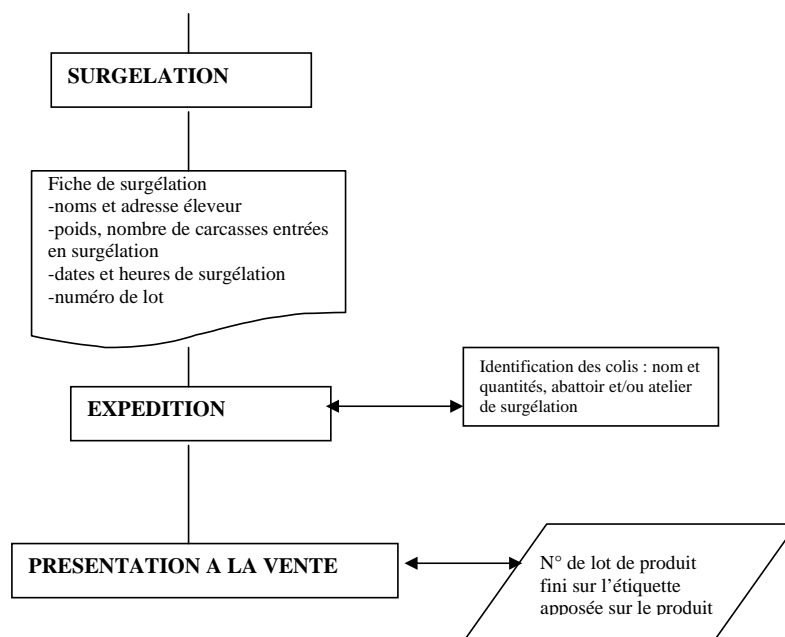 SURGELATION
Fiche de surgélation
-noms et adresse éleveur
-poids, nombre de carcasses entrées
en surgélation
-dates et heures de surgélation
-numéro de lot
EXPEDITION
Identification des colis : nom et
quantités, abattoir et/ou atelier
de surgélation
PRESENTATION A LA VENTE
N° de lot de produit
fini sur l’étiquette
apposée sur le produit